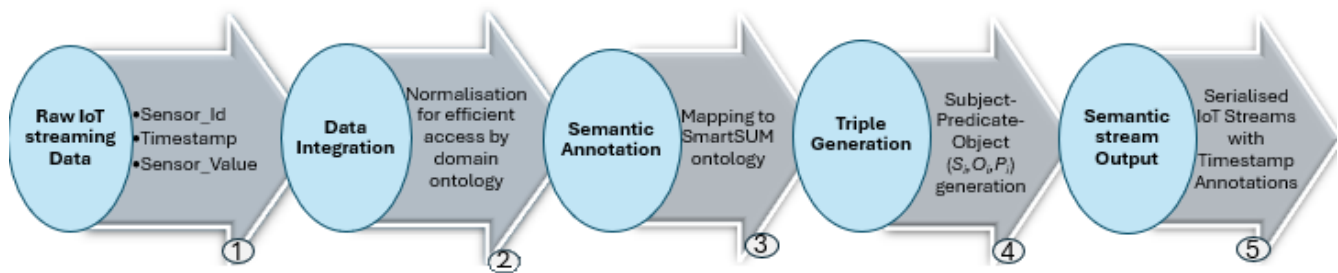 Raw IoT
streaming
Data
•Sensor_Id
•Timestamp
•Sensor_Value
1
Data
Integration
Normalisation
for efficient
access by
domain
ontology
2
Semantic
Annotation
Mapping to
SmartSUM
ontology
3
Triple
Generation
Subject-
Predicate-
Object
(Sᵢ,Oᵢ,Pᵢ)
generation
4
Semantic
stream
Output
Serialised
IoT Streams
with
Timestamp
Annotations
5